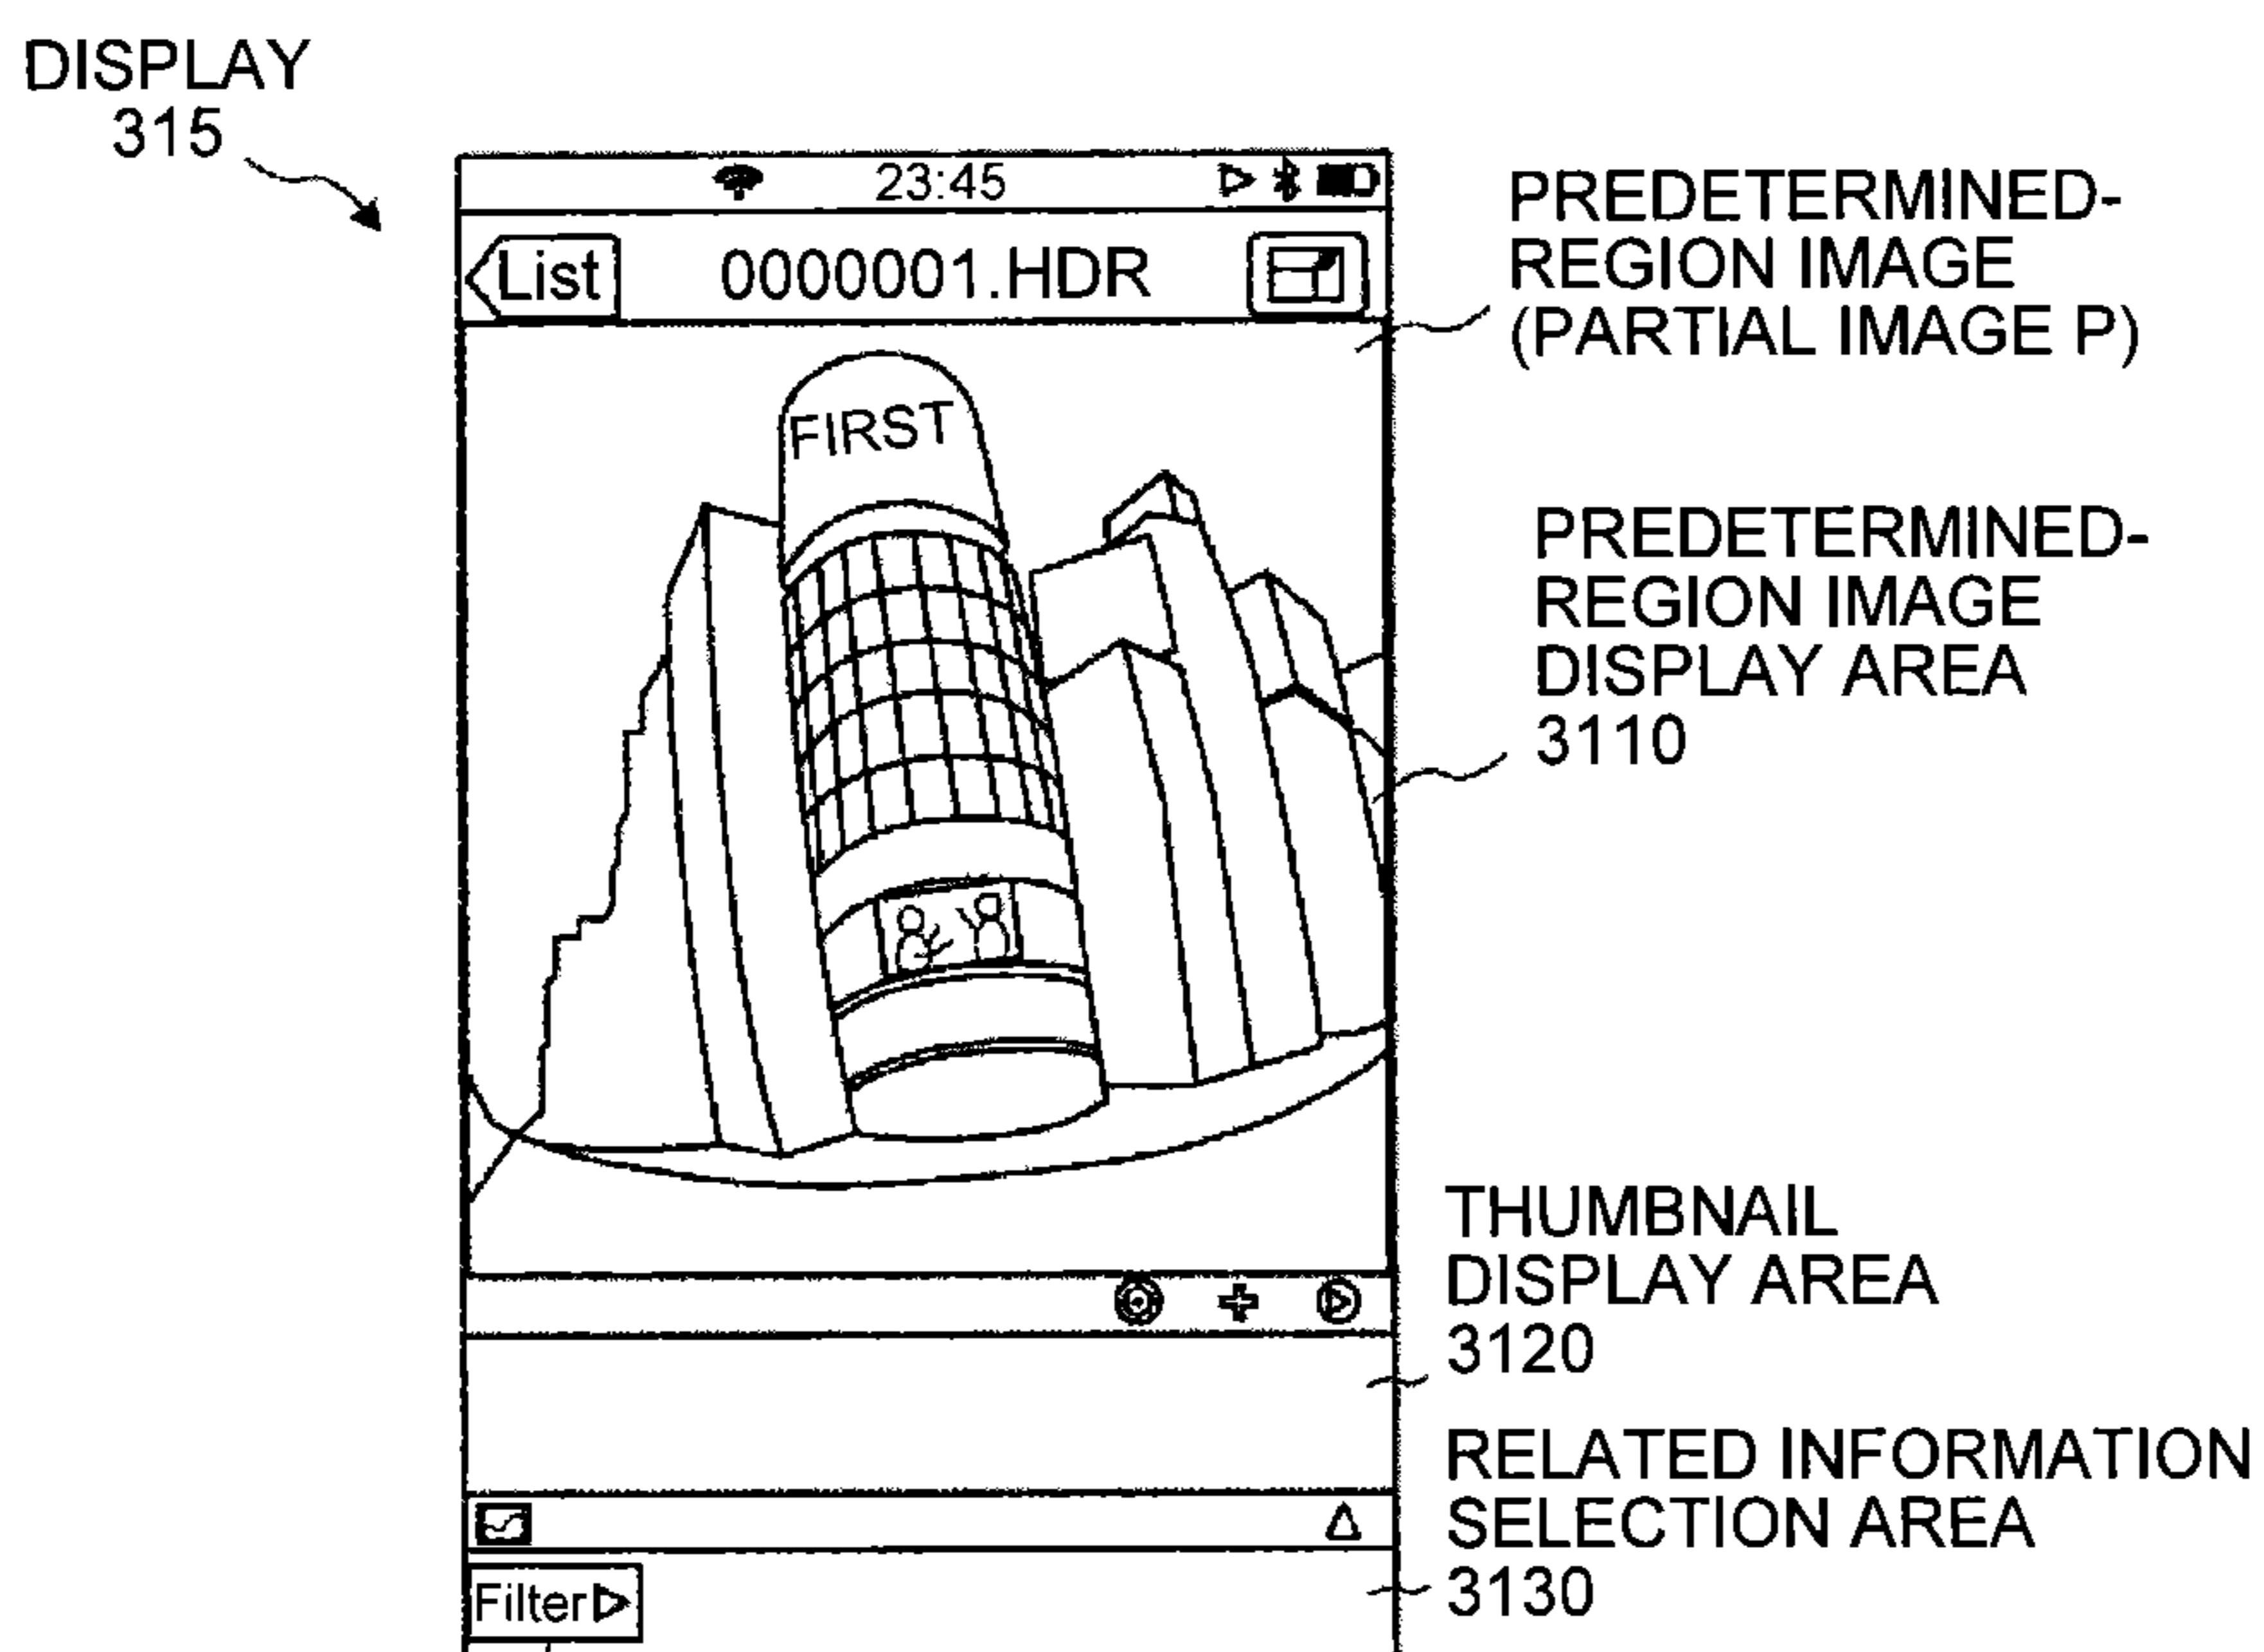 DISPLAY
315
23:45
List 0000001.HDR
PREDETERMINED-
REGION IMAGE
(PARTIAL IMAGE P)
FIRST
PREDETERMINED-
REGION IMAGE
DISPLAY AREA
3110
THUMBNAIL
DISPLAY AREA
3120
RELATED INFORMATION
SELECTION AREA
3130
Filter